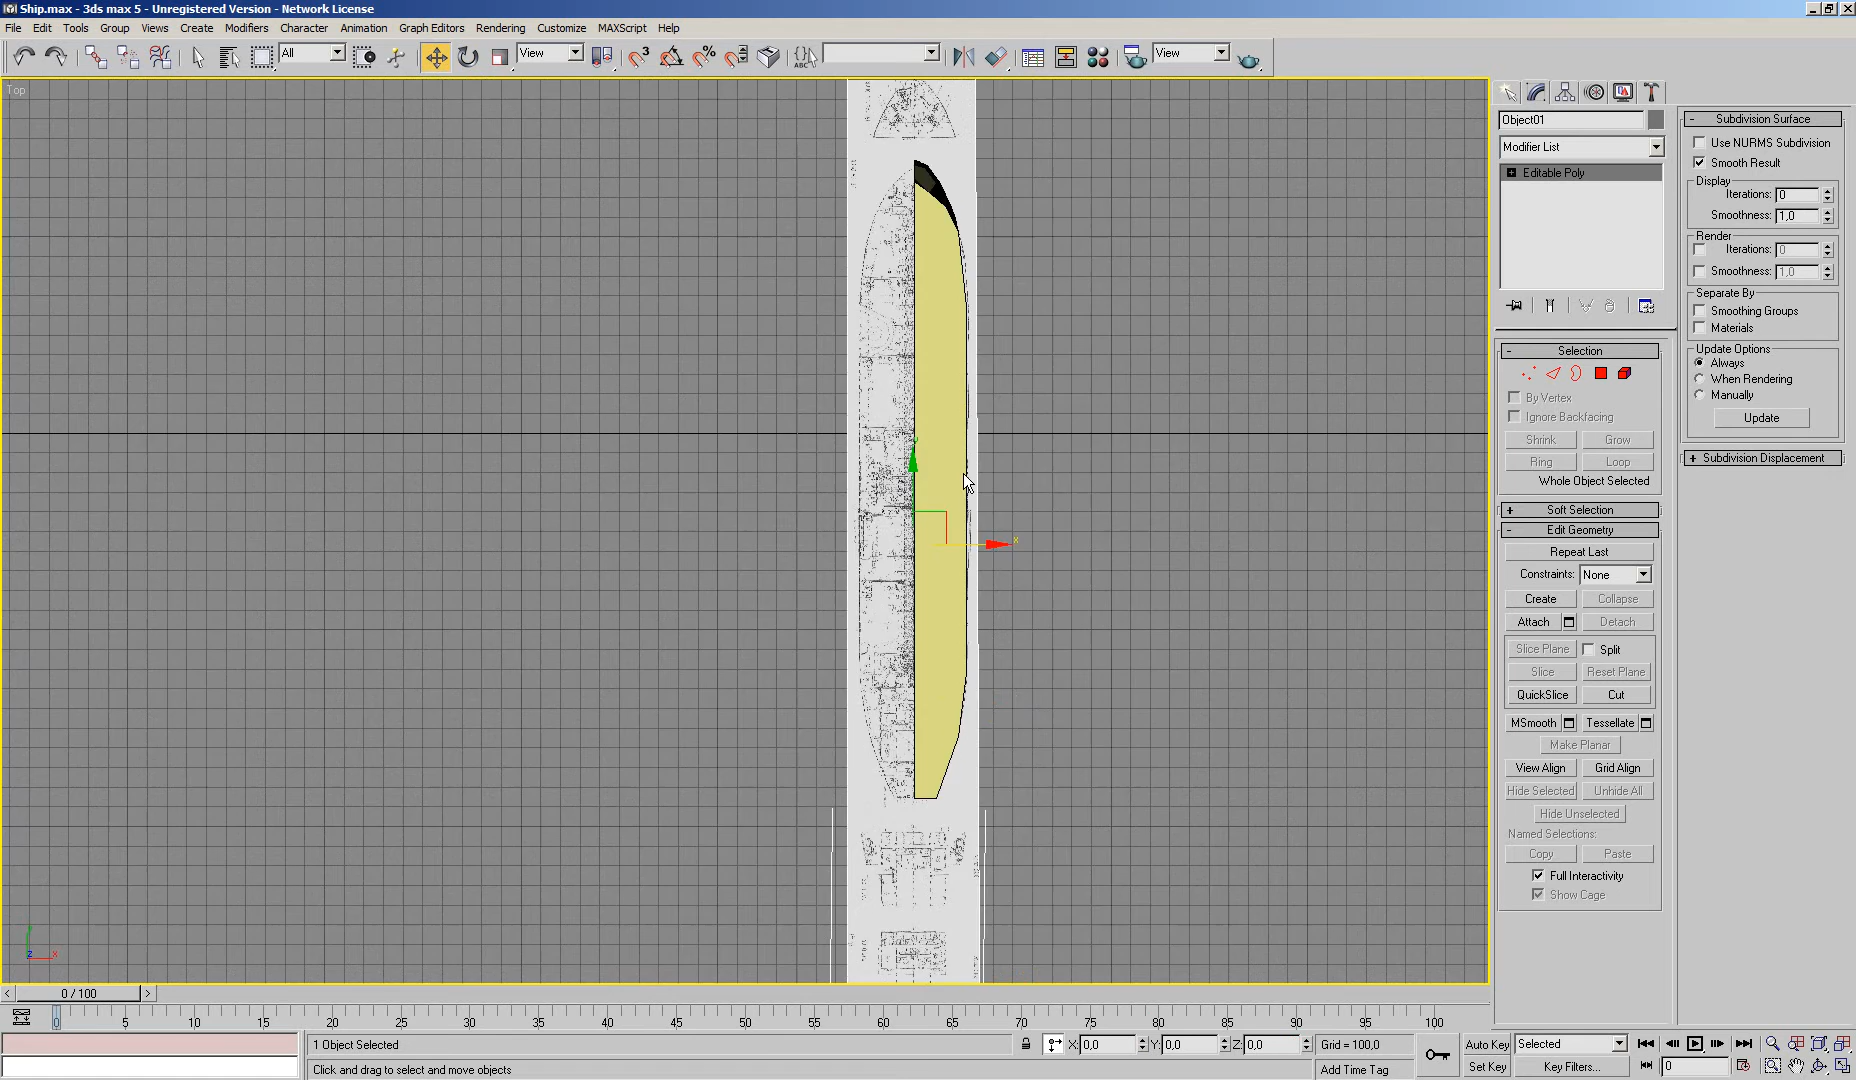 Ship.max - 3ds max 5 - Unregistered Version - Network License
File Edit Tools Group Views Create Modifiers Character Animation Graph Editors Rendering Customize MAXScript Help
All View View
Top
Object01
Modifier List
Editable Poly
Selection
By Vertex
Ignore Backfacing
Shrink Grow
Ring Loop
Whole Object Selected
Soft Selection
Edit Geometry
Repeat Last
Constraints: None
Create Collapse
Attach Detach
Slice Plane Split
Slice Reset Plane
QuickSlice Cut
MSmooth Tessellate
Make Planar
View Align Grid Align
Hide Selected Unhide All
Hide Unselected
Named Selections:
Copy Paste
Full Interactivity
Show Cage
Subdivision Surface
Use NURMS Subdivision
Smooth Result
Display
Iterations: 0
Smoothness: 1,0
Render
Iterations: 0
Smoothness: 1,0
Separate By
Smoothing Groups
Materials
Update Options
Always
When Rendering
Manually
Update
Subdivision Displacement
y
x
z x
0 / 100
0 5 10 15 20 25 30 35 40 45 50 55 60 65 70 75 80 85 90 95 100
1 Object Selected X: 0,0 Y: 0,0 Z: 0,0 Grid = 100,0 Auto Key Selected
Click and drag to select and move objects Add Time Tag Set Key Key Filters... 0